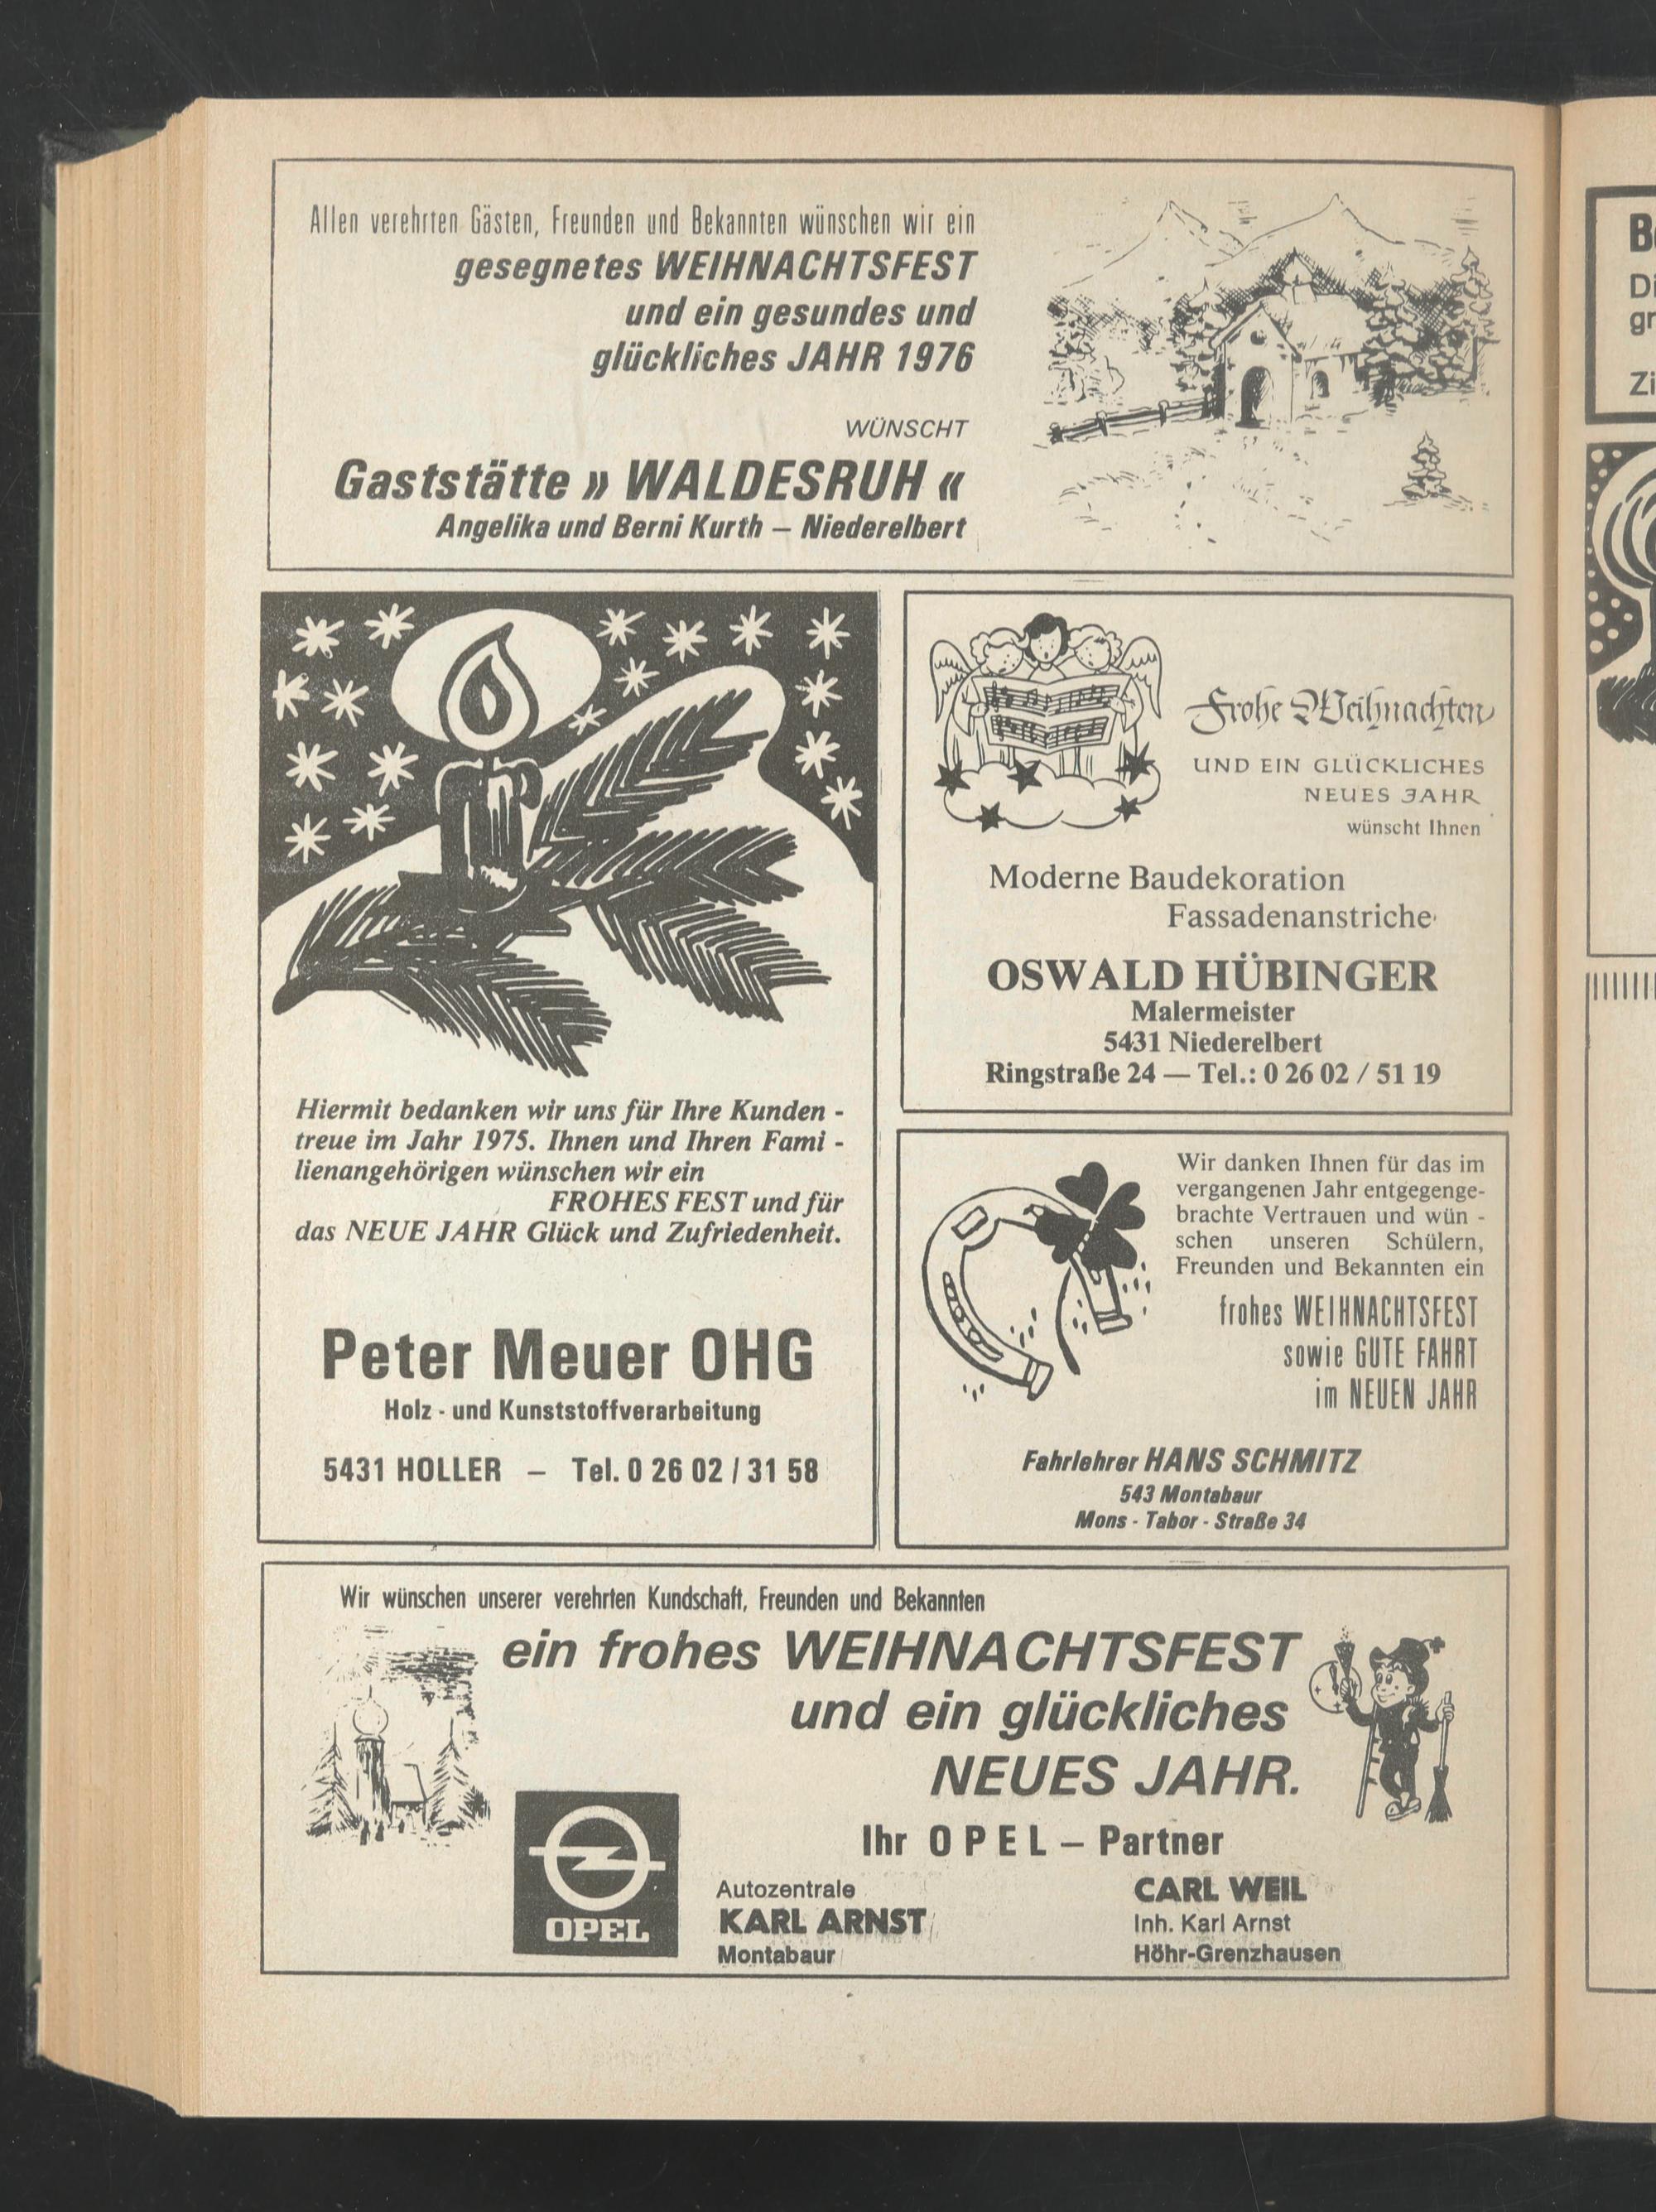 Allen verehrten Gästen, Freunden und Bekannten wünschen wir ein
gesegnetes WEIHNACHTSFEST
und ein gesundes und
glückliches JAHR 1976
WÜNSCHT
Gaststätte » WALDESRUH «
Angelika und Berni Kurth – Niederelbert
Hiermit bedanken wir uns für Ihre Kunden -
treue im Jahr 1975. Ihnen und Ihren Fami -
lienangehörigen wünschen wir ein
FROHES FEST und für
das NEUE JAHR Glück und Zufriedenheit.
Peter Meuer OHG
Holz - und Kunststoffverarbeitung
5431 HOLLER – Tel. 0 26 02 / 31 58
Frohe Weihnachten
UND EIN GLÜCKLICHES
NEUES JAHR
wünscht Ihnen
Moderne Baudekoration
Fassadenanstriche
OSWALD HÜBINGER
Malermeister
5431 Niederelbert
Ringstraße 24 — Tel.: 0 26 02 / 51 19
Wir danken Ihnen für das im
vergangenen Jahr entgegenge-
brachte Vertrauen und wün -
schen unseren Schülern,
Freunden und Bekannten ein
frohes WEIHNACHTSFEST
sowie GUTE FAHRT
im NEUEN JAHR
Fahrlehrer HANS SCHMITZ
543 Montabaur
Mons - Tabor - Straße 34
Wir wünschen unserer verehrten Kundschaft, Freunden und Bekannten
ein frohes WEIHNACHTSFEST
und ein glückliches
NEUES JAHR.
Ihr O P E L – Partner
OPEL
Autozentrale
KARL ARNST
Montabaur
CARL WEIL
Inh. Karl Arnst
Höhr-Grenzhausen